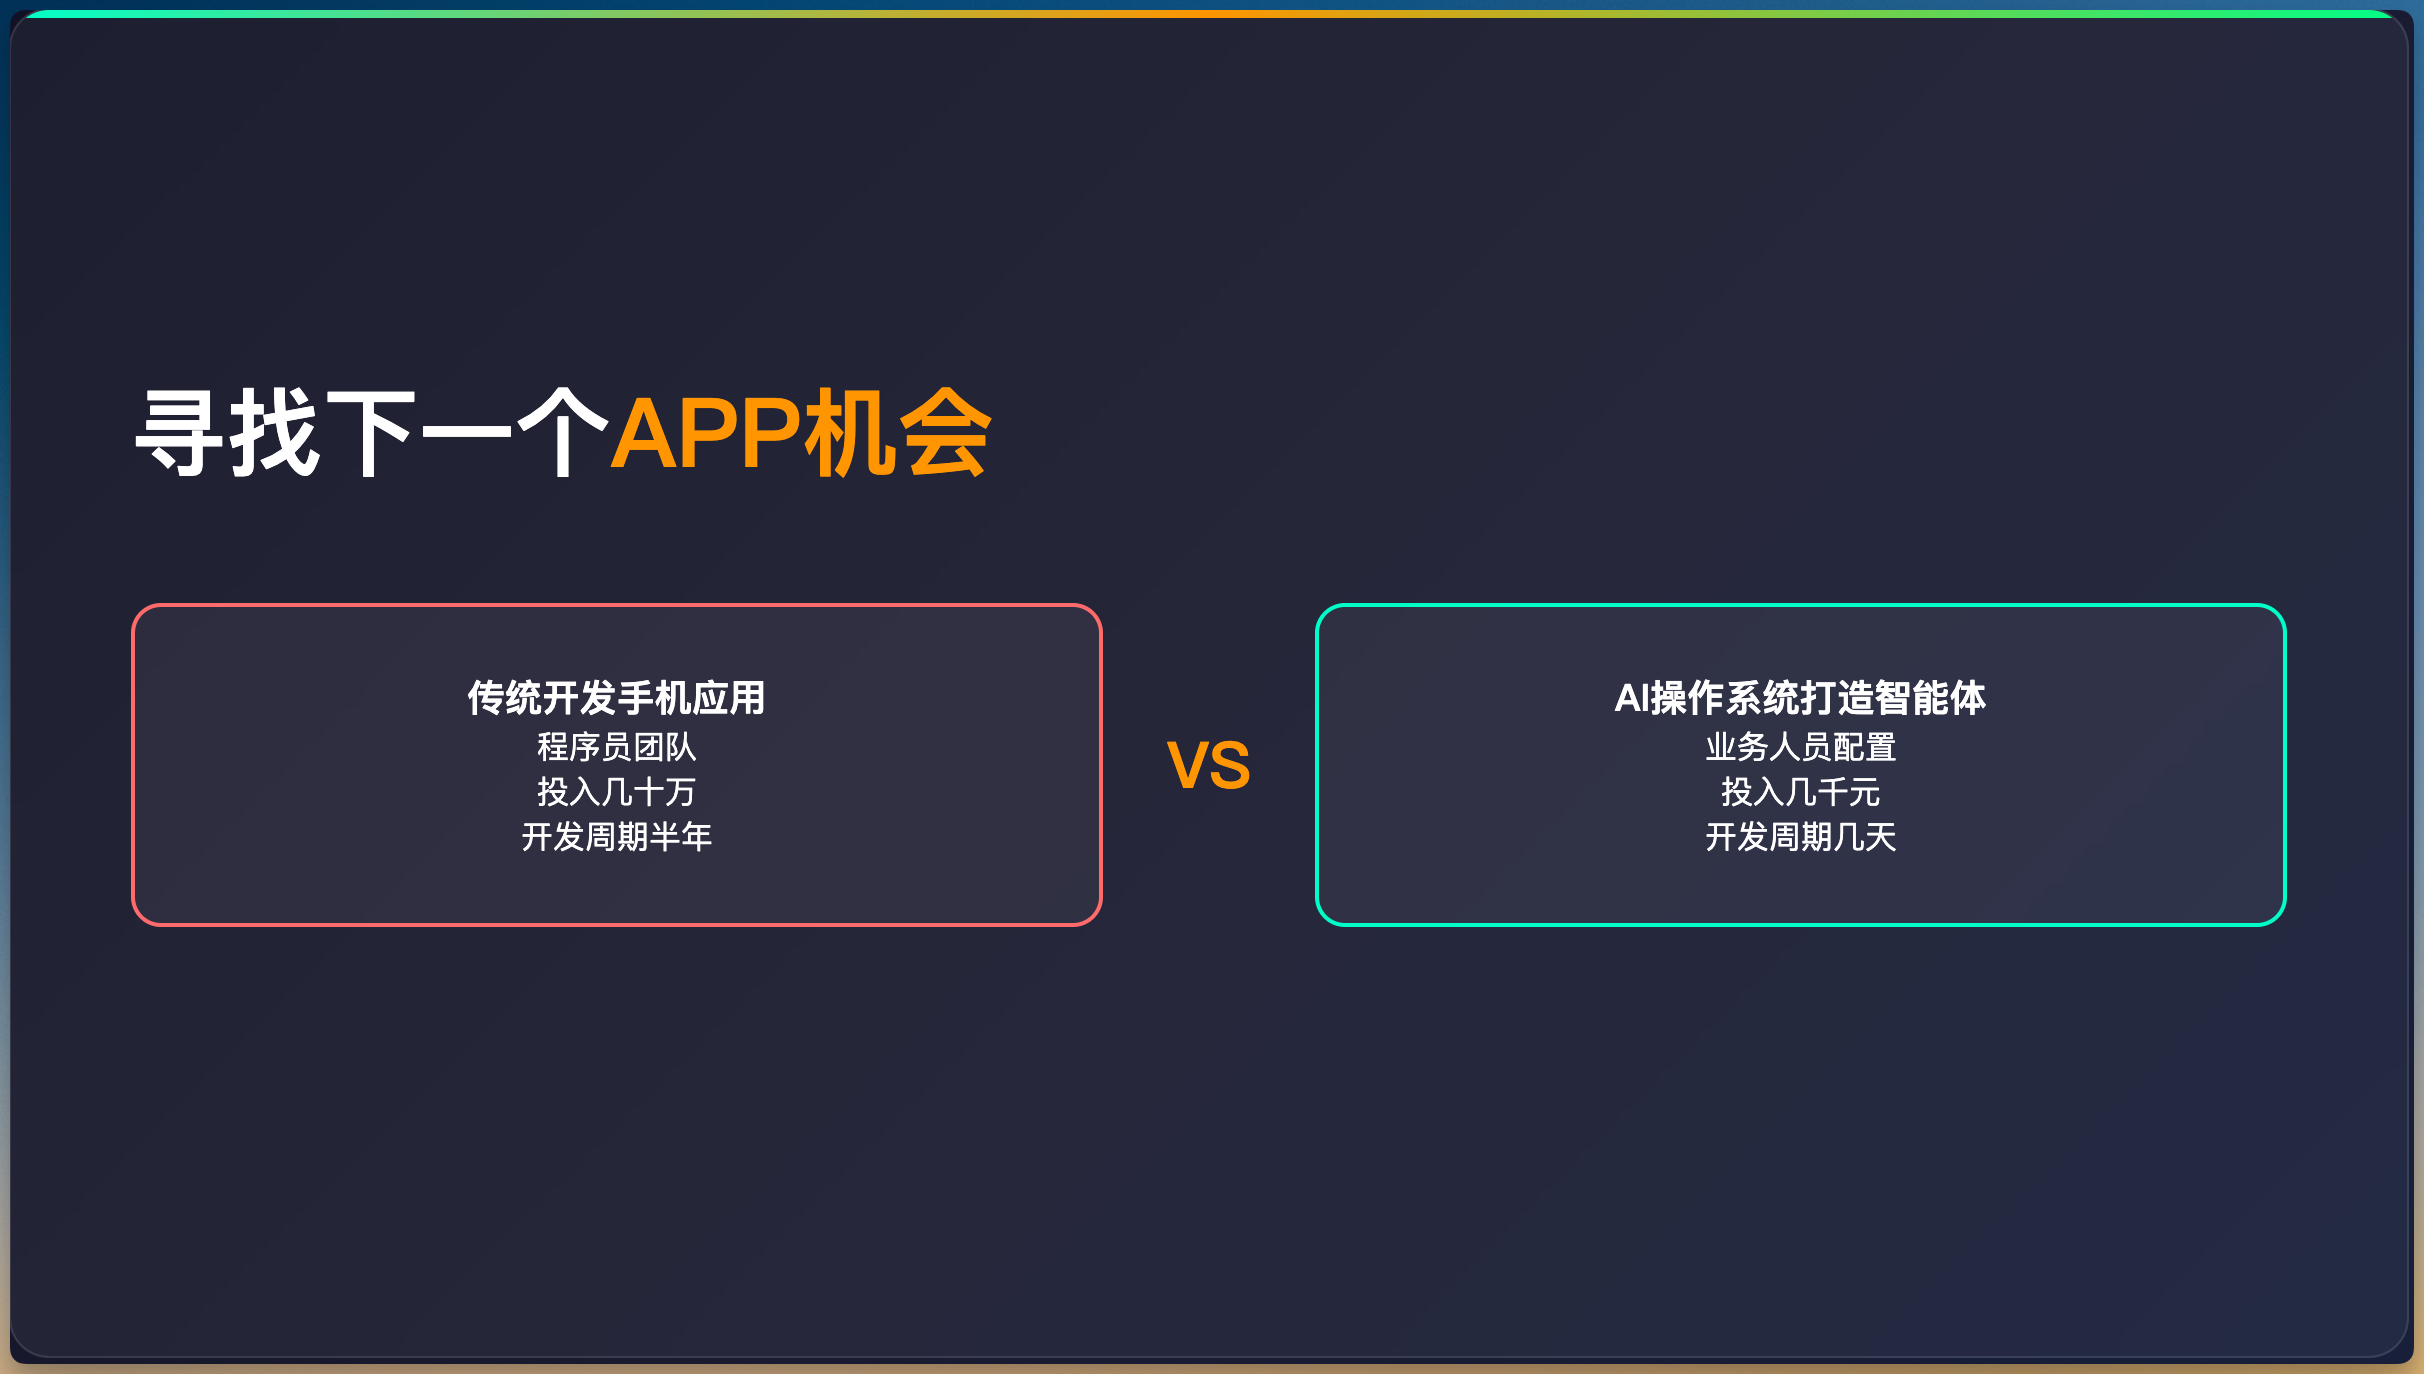 寻找下一个APP机会
传统开发手机应用
程序员团队
投入几十万
开发周期半年
VS
AI操作系统打造智能体
业务人员配置
投入几千元
开发周期几天